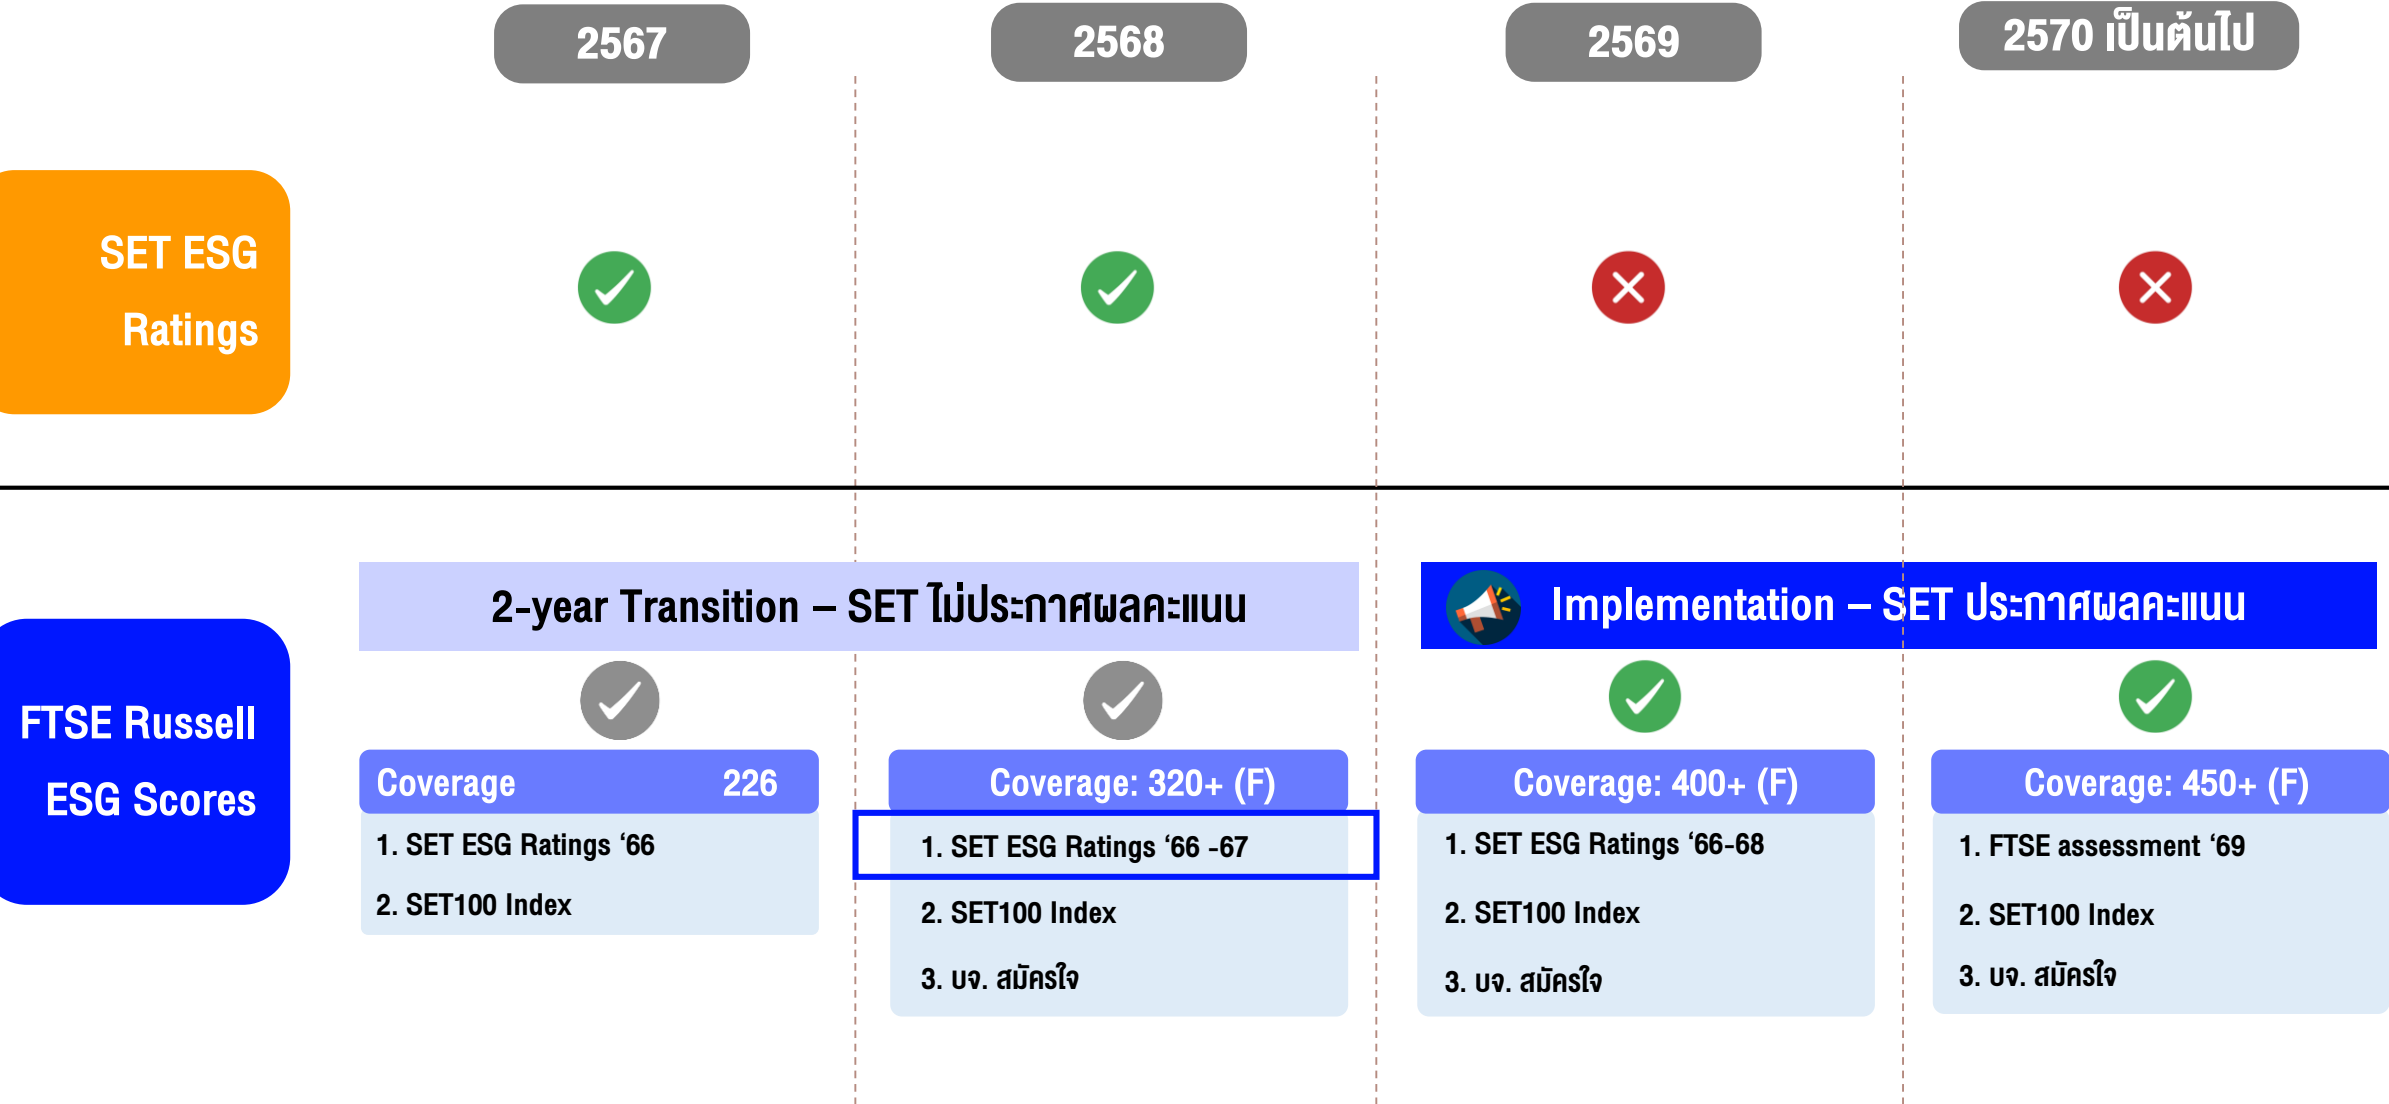 2567
2568
2569
2570 เป็นต้นไป
SET ESG
Ratings
FTSE Russell
ESG Scores
2-year Transition – SET ไม่ประกาศผลคะแนน
Implementation – SET ประกาศผลคะแนน
Coverage 226
1. SET ESG Ratings ‘66
2. SET100 Index
Coverage: 320+ (F)
1. SET ESG Ratings ‘66 -67
2. SET100 Index
3. บจ. สมัครใจ
Coverage: 400+ (F)
1. SET ESG Ratings ‘66-68
2. SET100 Index
3. บจ. สมัครใจ
Coverage: 450+ (F)
1. FTSE assessment ‘69
2. SET100 Index
3. บจ. สมัครใจ